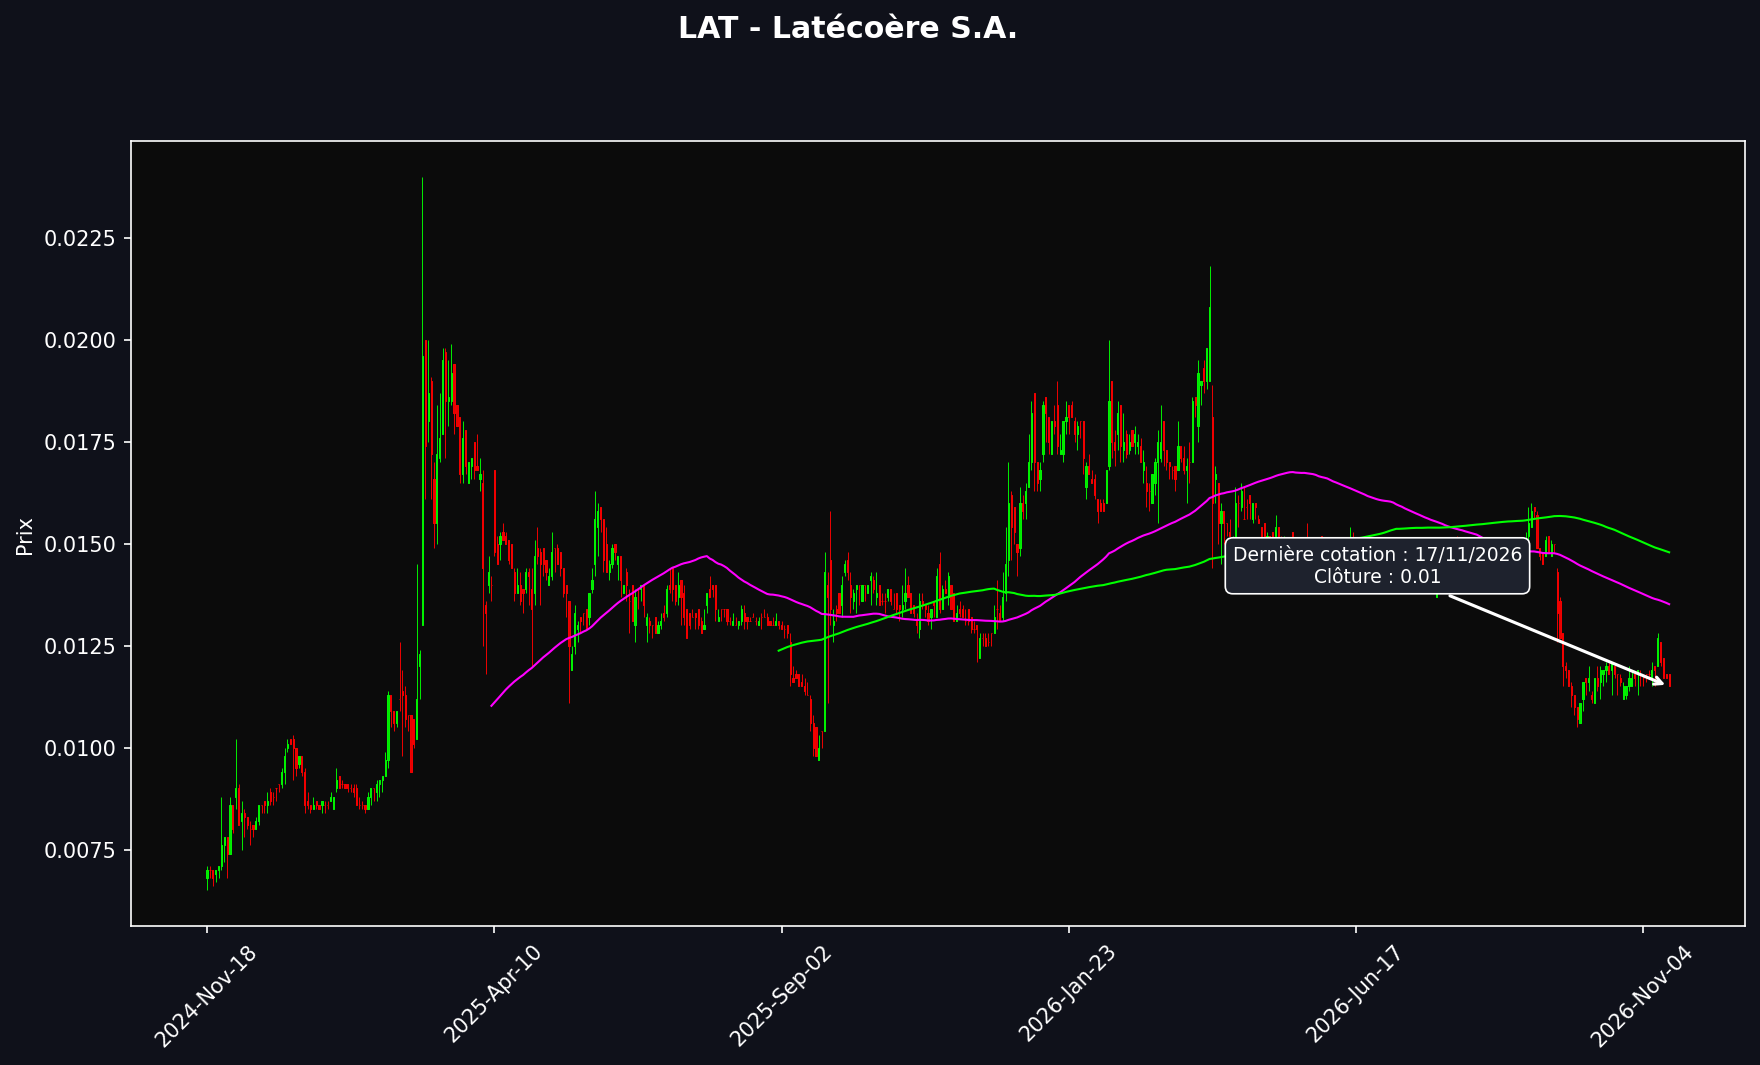 LAT - Latécoère S.A.
Prix
0.0225
0.0200
0.0175
0.0150
0.0125
0.0100
0.0075
Dernière cotation : 17/11/2026
Clôture : 0.01
2024-Nov-18
2025-Apr-10
2025-Sep-02
2026-Jan-23
2026-Jun-17
2026-Nov-04